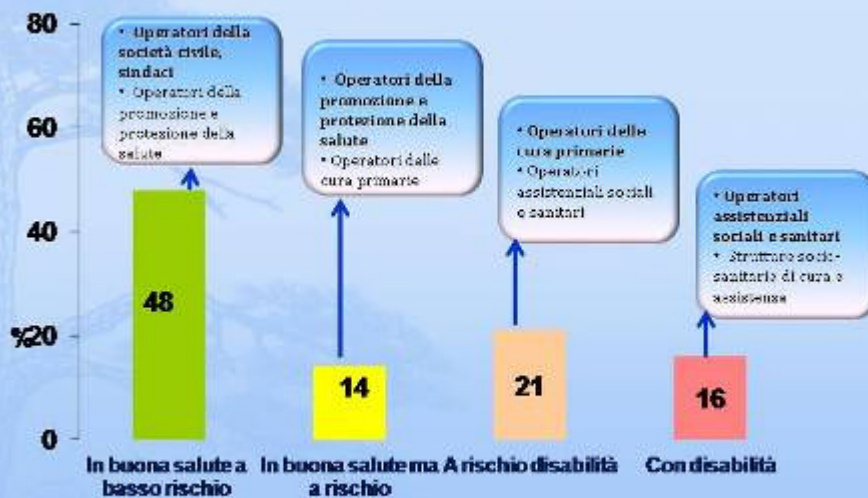 80
60
40
20
0
%
• Operatori della
società civile,
sindaci
• Operatori della
promozione e
protezione della
salute
• Operatori della
promozione e
protezione della
salute
• Operatori delle
cura primarie
• Operatori delle
cura primarie
• Operatori
assistenziali sociali
e sanitari
• Operatori
assistenziali
sociali e sanitari
• Strutture socio-
sanitarie di cura e
assistenza
48
14
21
16
In buona salute a
basso rischio
In buona salute ma
a rischio
A rischio disabilità
Con disabilità